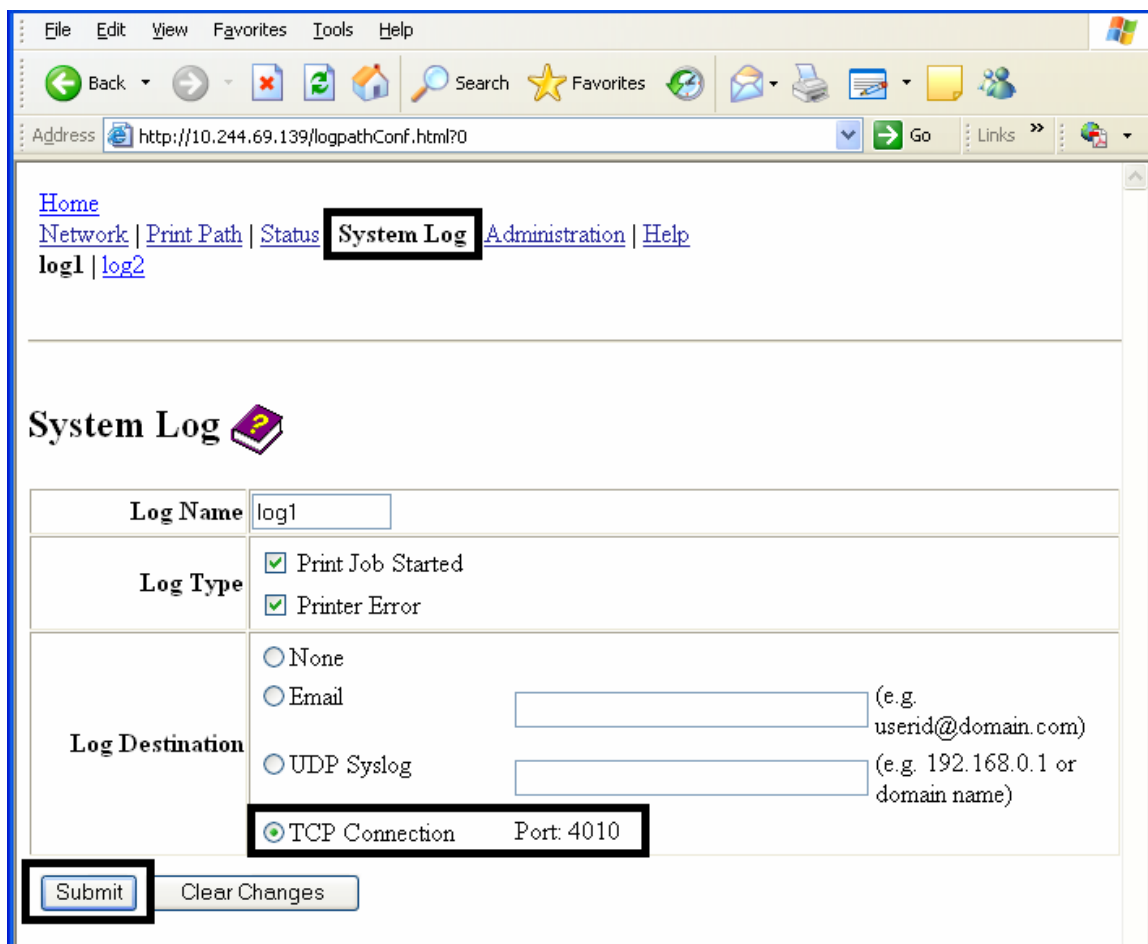 File Edit View Favorites Tools Help
Back Search Favorites
Address http://10.244.69.139/logpathConf.html?0 Go Links »
Home
Network | Print Path | Status System Log Administration | Help
log1 | log2
System Log
Log Name log1
Log Type
Print Job Started
Printer Error
Log Destination
None
Email (e.g.
userid@domain.com)
UDP Syslog (e.g. 192.168.0.1 or
domain name)
TCP Connection Port: 4010
Submit Clear Changes